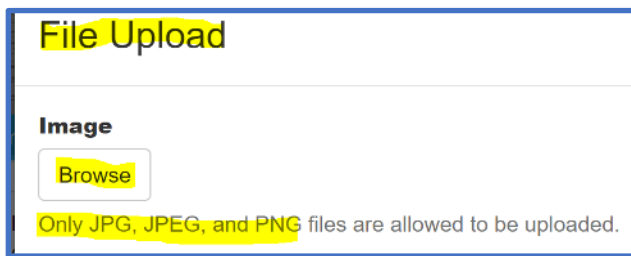 File Upload
Image
Browse
Only JPG, JPEG, and PNG files are allowed to be uploaded.